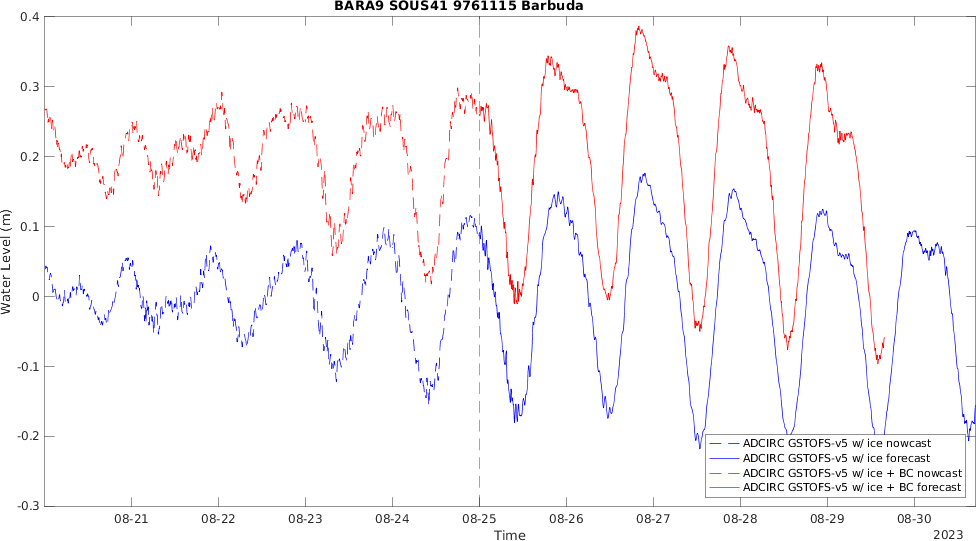 BARA9 SOUS41 9761115 Barbuda
0.4
0.3
0.2
0.1
0
-0.1
-0.2
-0.3
Water Level (m)
ADCIRC GSTOFS-v5 w/ ice nowcast
ADCIRC GSTOFS-v5 w/ ice forecast
ADCIRC GSTOFS-v5 w/ ice + BC nowcast
ADCIRC GSTOFS-v5 w/ ice + BC forecast
08-21 08-22 08-23 08-24 08-25 08-26 08-27 08-28 08-29 08-30
Time
2023